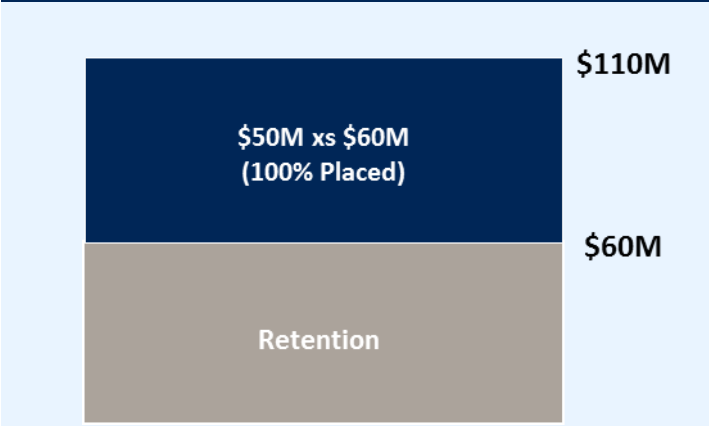 $110M
$50M xs $60M
(100% Placed)
$60M
Retention